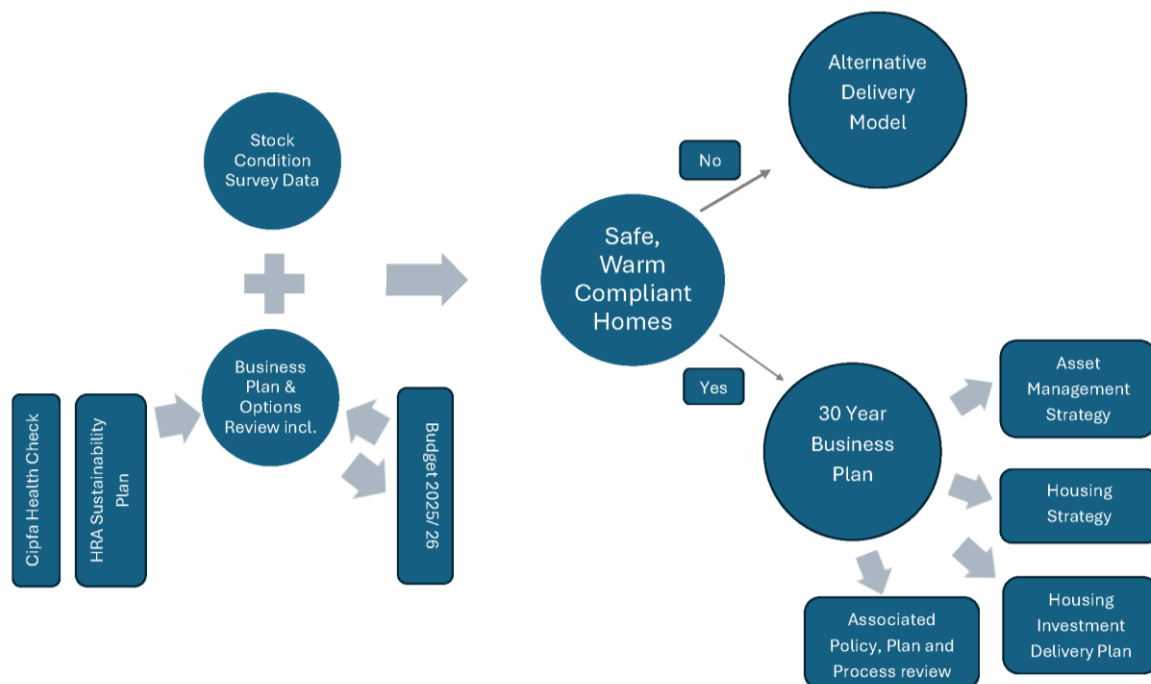 Stock
Condition
Survey Data
Business
Plan &
Options
Review incl.
Cipfa Health Check
HRA Sustainability
Plan
Budget 2025/ 26
Safe,
Warm
Compliant
Homes
No
Alternative
Delivery
Model
Yes
30 Year
Business
Plan
Asset
Management
Strategy
Housing
Strategy
Housing
Investment
Delivery Plan
Associated
Policy, Plan and
Process review